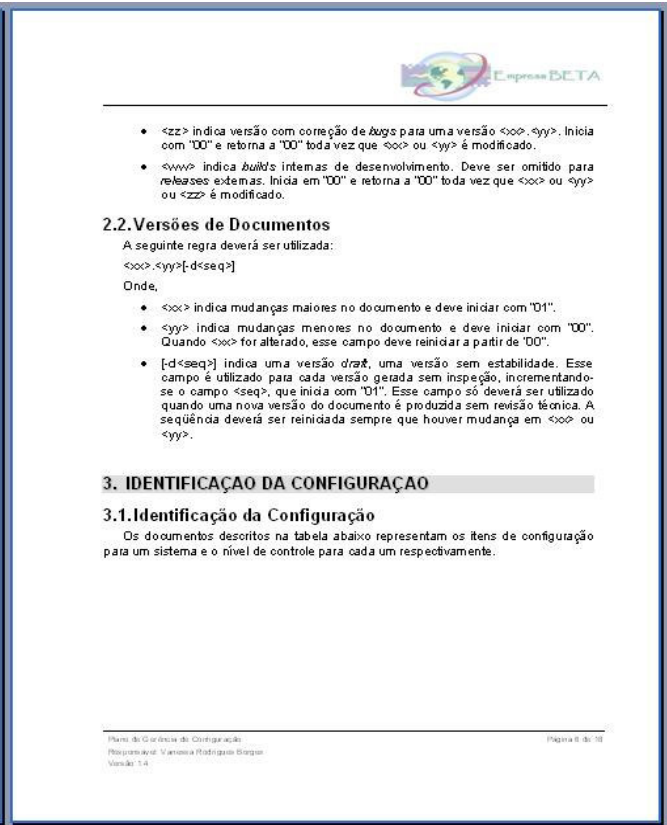 Empresa BETA
• <zz> indica versão com correção de bugs para uma versão <xx>.<yy>. Inicia
com "00" e retorna a "00" toda vez que <xx> ou <yy> é modificado.
• <ww> indica builds internas de desenvolvimento. Deve ser omitido para
releases externas. Inicia em "00" e retorna a "00" toda vez que <xx> ou <yy>
ou <zz> é modificado.
2.2. Versões de Documentos
A seguinte regra deverá ser utilizada:
<xx>.<yy>[-d<seq>]
Onde,
• <xx> indica mudanças maiores no documento e deve iniciar com "01".
• <yy> indica mudanças menores no documento e deve iniciar com "00".
Quando <xx> for alterado, esse campo deve reiniciar a partir de '00".
• [-d<seq>] indica uma versão draft, uma versão sem estabilidade. Esse
campo é utilizado para cada versão gerada sem inspeção, incrementando-
se o campo <seq>, que inicia com "01". Esse campo só deverá ser utilizado
quando uma nova versão do documento é produzida sem revisão técnica. A
seqüência deverá ser reiniciada sempre que houver mudança em <xx> ou
<yy>.
3. IDENTIFICAÇÃO DA CONFIGURAÇÃO
3.1. Identificação da Configuração
Os documentos descritos na tabela abaixo representam os itens de configuração
para um sistema e o nível de controle para cada um respectivamente.
Plano de Gerência de Configuração Página 6 de 18
Responsável: Vanessa Rodrigues Borges
Versão 1.4